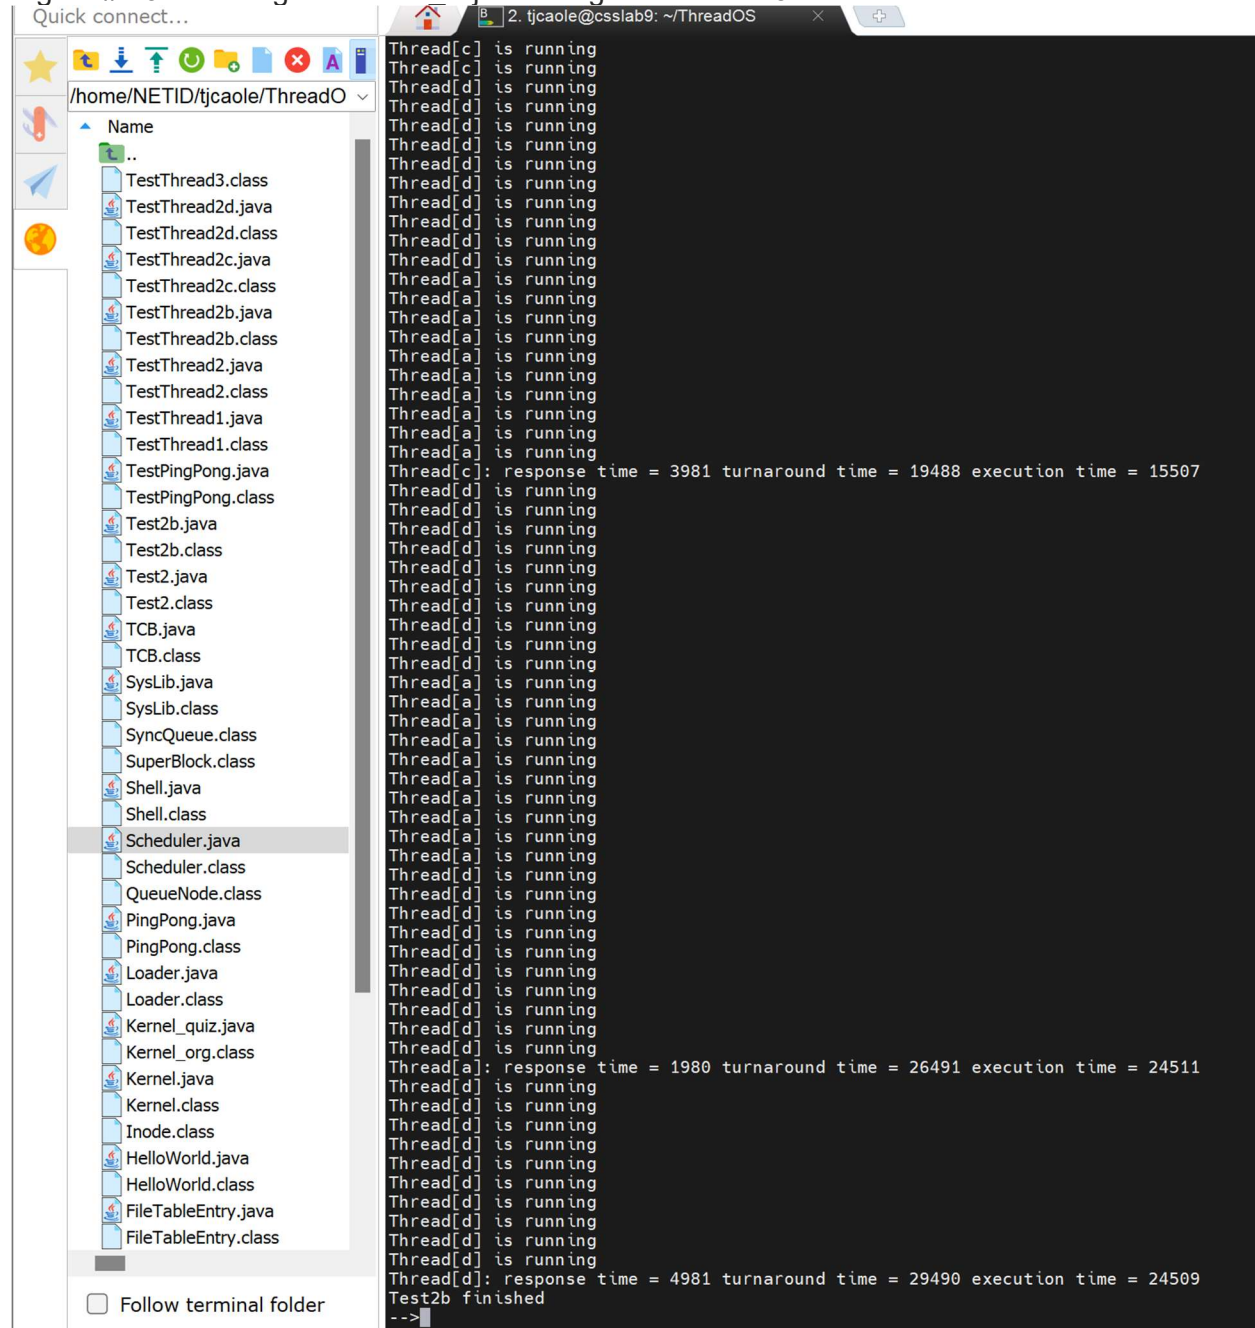 Quick connect...
2. tjcaole@csslab9: ~/ThreadOS
/home/NETID/tjcaole/ThreadO
Name
..
TestThread3.class
TestThread2d.java
TestThread2d.class
TestThread2c.java
TestThread2c.class
TestThread2b.java
TestThread2b.class
TestThread2.java
TestThread2.class
TestThread1.java
TestThread1.class
TestPingPong.java
TestPingPong.class
Test2b.java
Test2b.class
Test2.java
Test2.class
TCB.java
TCB.class
SysLib.java
SysLib.class
SyncQueue.class
SuperBlock.class
Shell.java
Shell.class
Scheduler.java
Scheduler.class
QueueNode.class
PingPong.java
PingPong.class
Loader.java
Loader.class
Kernel_quiz.java
Kernel_org.class
Kernel.java
Kernel.class
Inode.class
HelloWorld.java
HelloWorld.class
FileTableEntry.java
FileTableEntry.class
Follow terminal folder
Thread[c] is running
Thread[c] is running
Thread[d] is running
Thread[d] is running
Thread[d] is running
Thread[d] is running
Thread[d] is running
Thread[d] is running
Thread[d] is running
Thread[d] is running
Thread[d] is running
Thread[d] is running
Thread[a] is running
Thread[a] is running
Thread[a] is running
Thread[a] is running
Thread[a] is running
Thread[a] is running
Thread[a] is running
Thread[a] is running
Thread[a] is running
Thread[a] is running
Thread[c]: response time = 3981 turnaround time = 19488 execution time = 15507
Thread[d] is running
Thread[d] is running
Thread[d] is running
Thread[d] is running
Thread[d] is running
Thread[d] is running
Thread[d] is running
Thread[d] is running
Thread[d] is running
Thread[d] is running
Thread[a] is running
Thread[a] is running
Thread[a] is running
Thread[a] is running
Thread[a] is running
Thread[a] is running
Thread[a] is running
Thread[a] is running
Thread[a] is running
Thread[a] is running
Thread[d] is running
Thread[d] is running
Thread[d] is running
Thread[d] is running
Thread[d] is running
Thread[d] is running
Thread[d] is running
Thread[d] is running
Thread[d] is running
Thread[d] is running
Thread[a]: response time = 1980 turnaround time = 26491 execution time = 24511
Thread[d] is running
Thread[d] is running
Thread[d] is running
Thread[d] is running
Thread[d] is running
Thread[d] is running
Thread[d] is running
Thread[d] is running
Thread[d] is running
Thread[d] is running
Thread[d]: response time = 4981 turnaround time = 29490 execution time = 24509
Test2b finished
-->